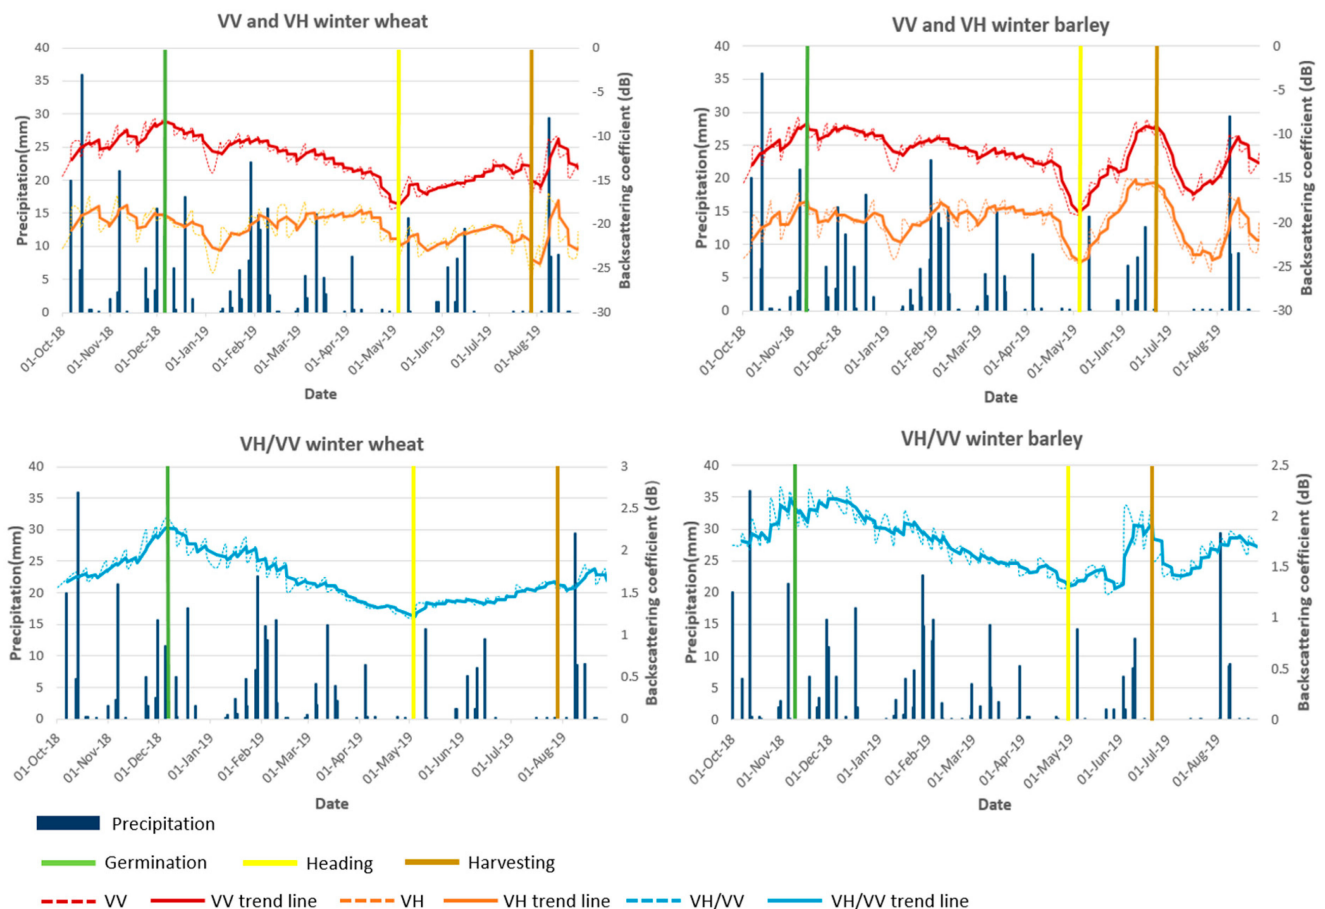 VV and VH winter wheat
Precipitation(mm)
40
35
30
25
20
15
10
5
0
0
-5
-10
-15
-20
-25
-30
Backscattering coefficient (dB)
01-Oct-18
01-Nov-18
01-Dec-18
01-Jan-19
01-Feb-19
01-Mar-19
01-Apr-19
01-May-19
01-Jun-19
01-Jul-19
01-Aug-19
Date
VV and VH winter barley
Precipitation(mm)
40
35
30
25
20
15
10
5
0
0
-5
-10
-15
-20
-25
-30
Backscattering coefficient (dB)
01-Oct-18
01-Nov-18
01-Dec-18
01-Jan-19
01-Feb-19
01-Mar-19
01-Apr-19
01-May-19
01-Jun-19
01-Jul-19
01-Aug-19
Date
VH/VV winter wheat
Precipitation(mm)
40
35
30
25
20
15
10
5
0
3
2.5
2
1.5
1
0.5
0
Backscattering coefficient (dB)
01-Oct-18
01-Nov-18
01-Dec-18
01-Jan-19
01-Feb-19
01-Mar-19
01-Apr-19
01-May-19
01-Jun-19
01-Jul-19
01-Aug-19
Date
VH/VV winter barley
Precipitation(mm)
40
35
30
25
20
15
10
5
0
2.5
2
1.5
1
0.5
0
Backscattering coefficient (dB)
01-Oct-18
01-Nov-18
01-Dec-18
01-Jan-19
01-Feb-19
01-Mar-19
01-Apr-19
01-May-19
01-Jun-19
01-Jul-19
01-Aug-19
Date
Precipitation
Germination Heading Harvesting
VV VV trend line VH VH trend line VH/VV VH/VV trend line